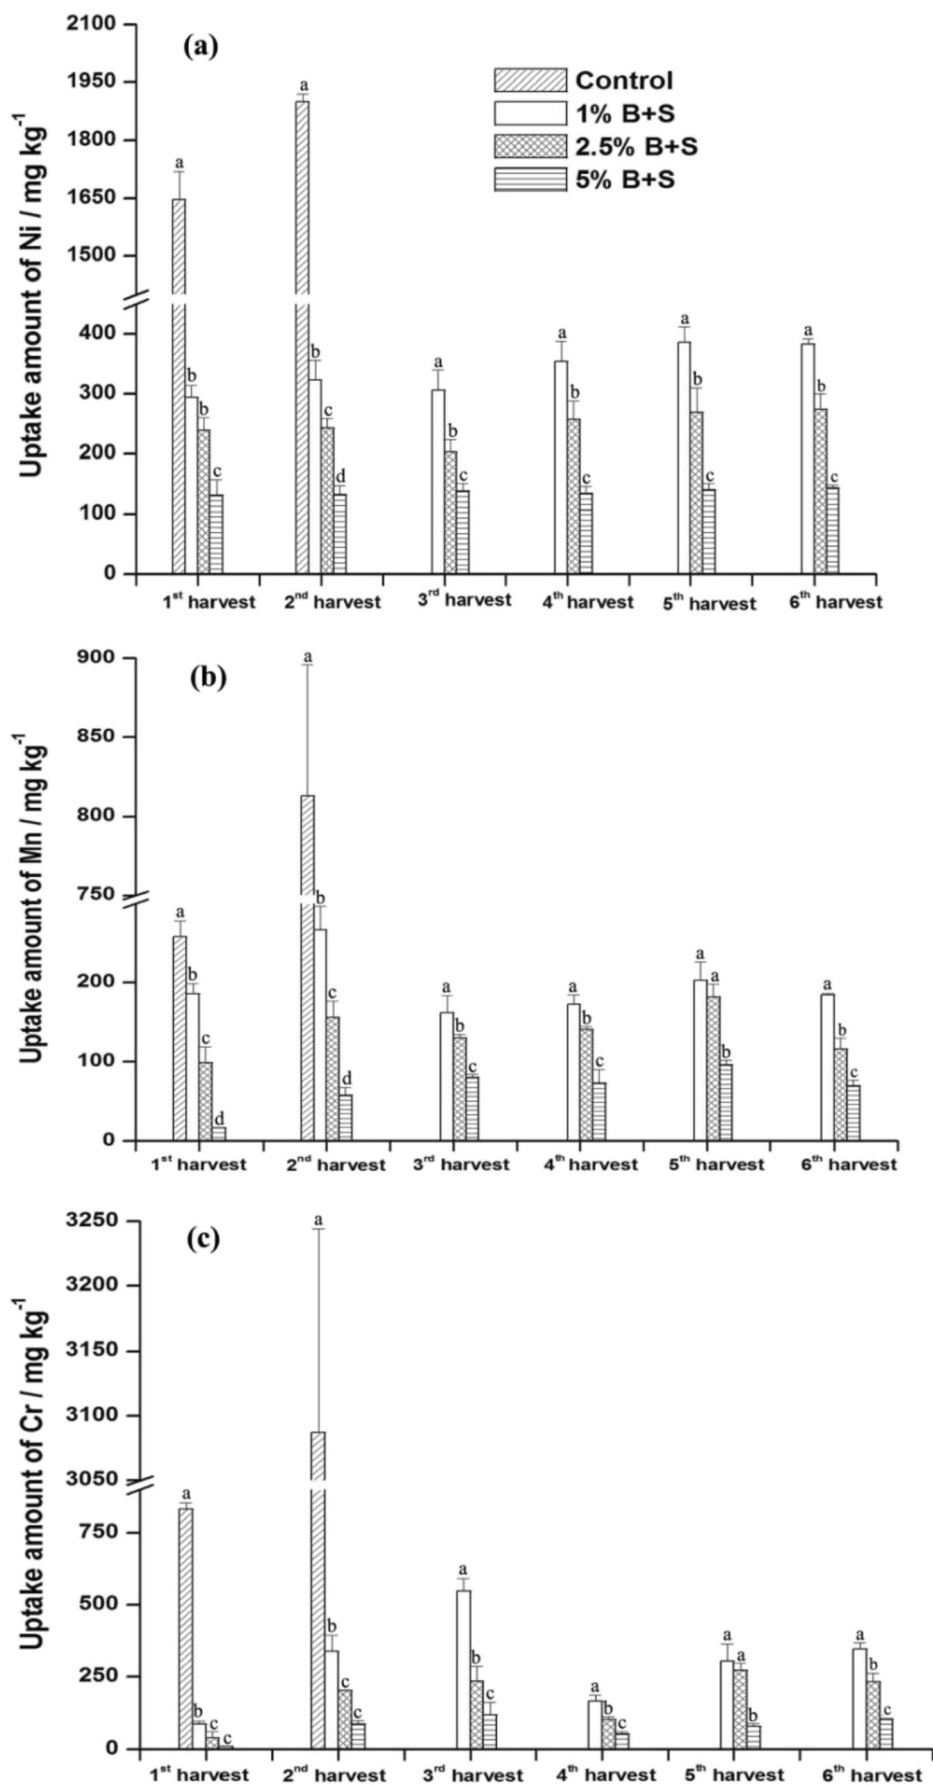 (a)
Uptake amount of Ni / mg kg-1
2100
1950
1800
1650
1500
400
300
200
100
0
Control
1% B+S
2.5% B+S
5% B+S
a b b c
a b c d
a b c
a b c
a b c
a b c
1st harvest 2nd harvest 3rd harvest 4th harvest 5th harvest 6th harvest
(b)
Uptake amount of Mn / mg kg-1
900
850
800
750
200
100
0
a b c d
a b c d
a b c
a b c
a a b
a b c
1st harvest 2nd harvest 3rd harvest 4th harvest 5th harvest 6th harvest
(c)
Uptake amount of Cr / mg kg-1
3250
3200
3150
3100
3050
750
500
250
0
a b c c
a b c c
a b c
a b c
a a b
a b c
1st harvest 2nd harvest 3rd harvest 4th harvest 5th harvest 6th harvest